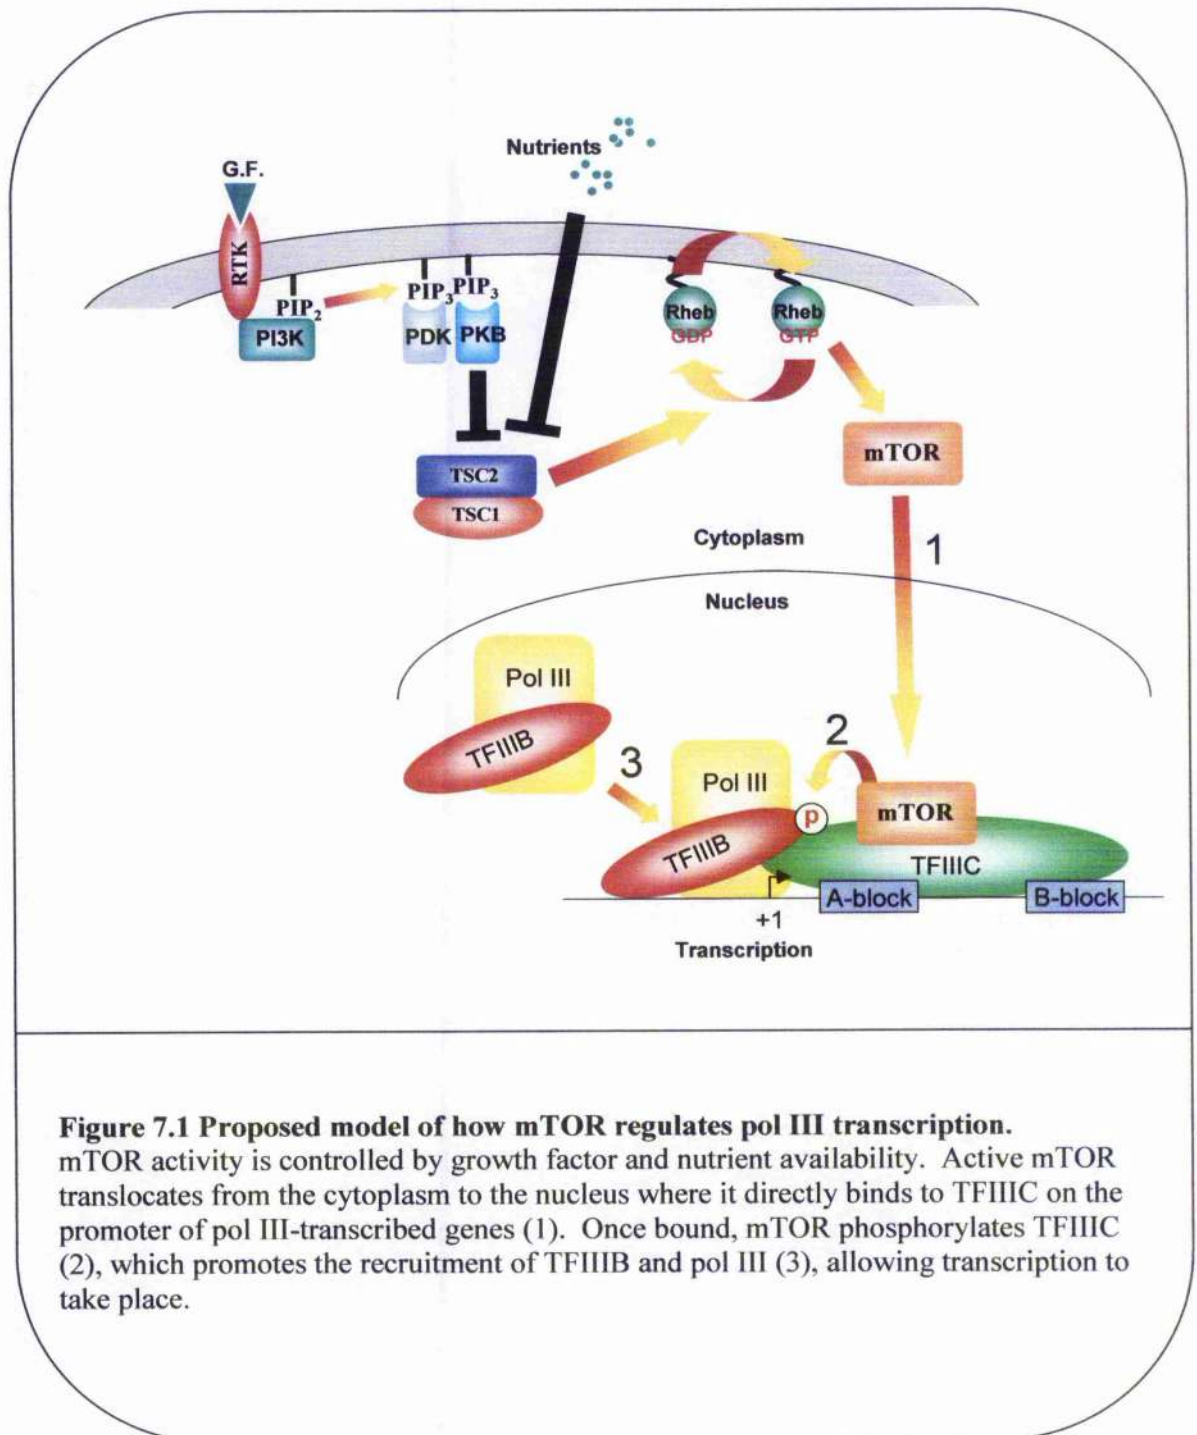 Nutrients
G.F.
RTK
PIP2
PI3K
PIP3 PIP3
PDK PKB
Rheb
GDP
Rheb
GTP
mTOR
TSC2
TSC1
Cytoplasm
1
Nucleus
Pol III
TFIIIB
3
2
Pol III
TFIIIB
p
mTOR
TFIIIC
A-block
B-block
+1
Transcription
Figure 7.1 Proposed model of how mTOR regulates pol III transcription.
mTOR activity is controlled by growth factor and nutrient availability. Active mTOR
translocates from the cytoplasm to the nucleus where it directly binds to TFIIIC on the
promoter of pol III-transcribed genes (1). Once bound, mTOR phosphorylates TFIIIC
(2), which promotes the recruitment of TFIIIB and pol III (3), allowing transcription to
take place.